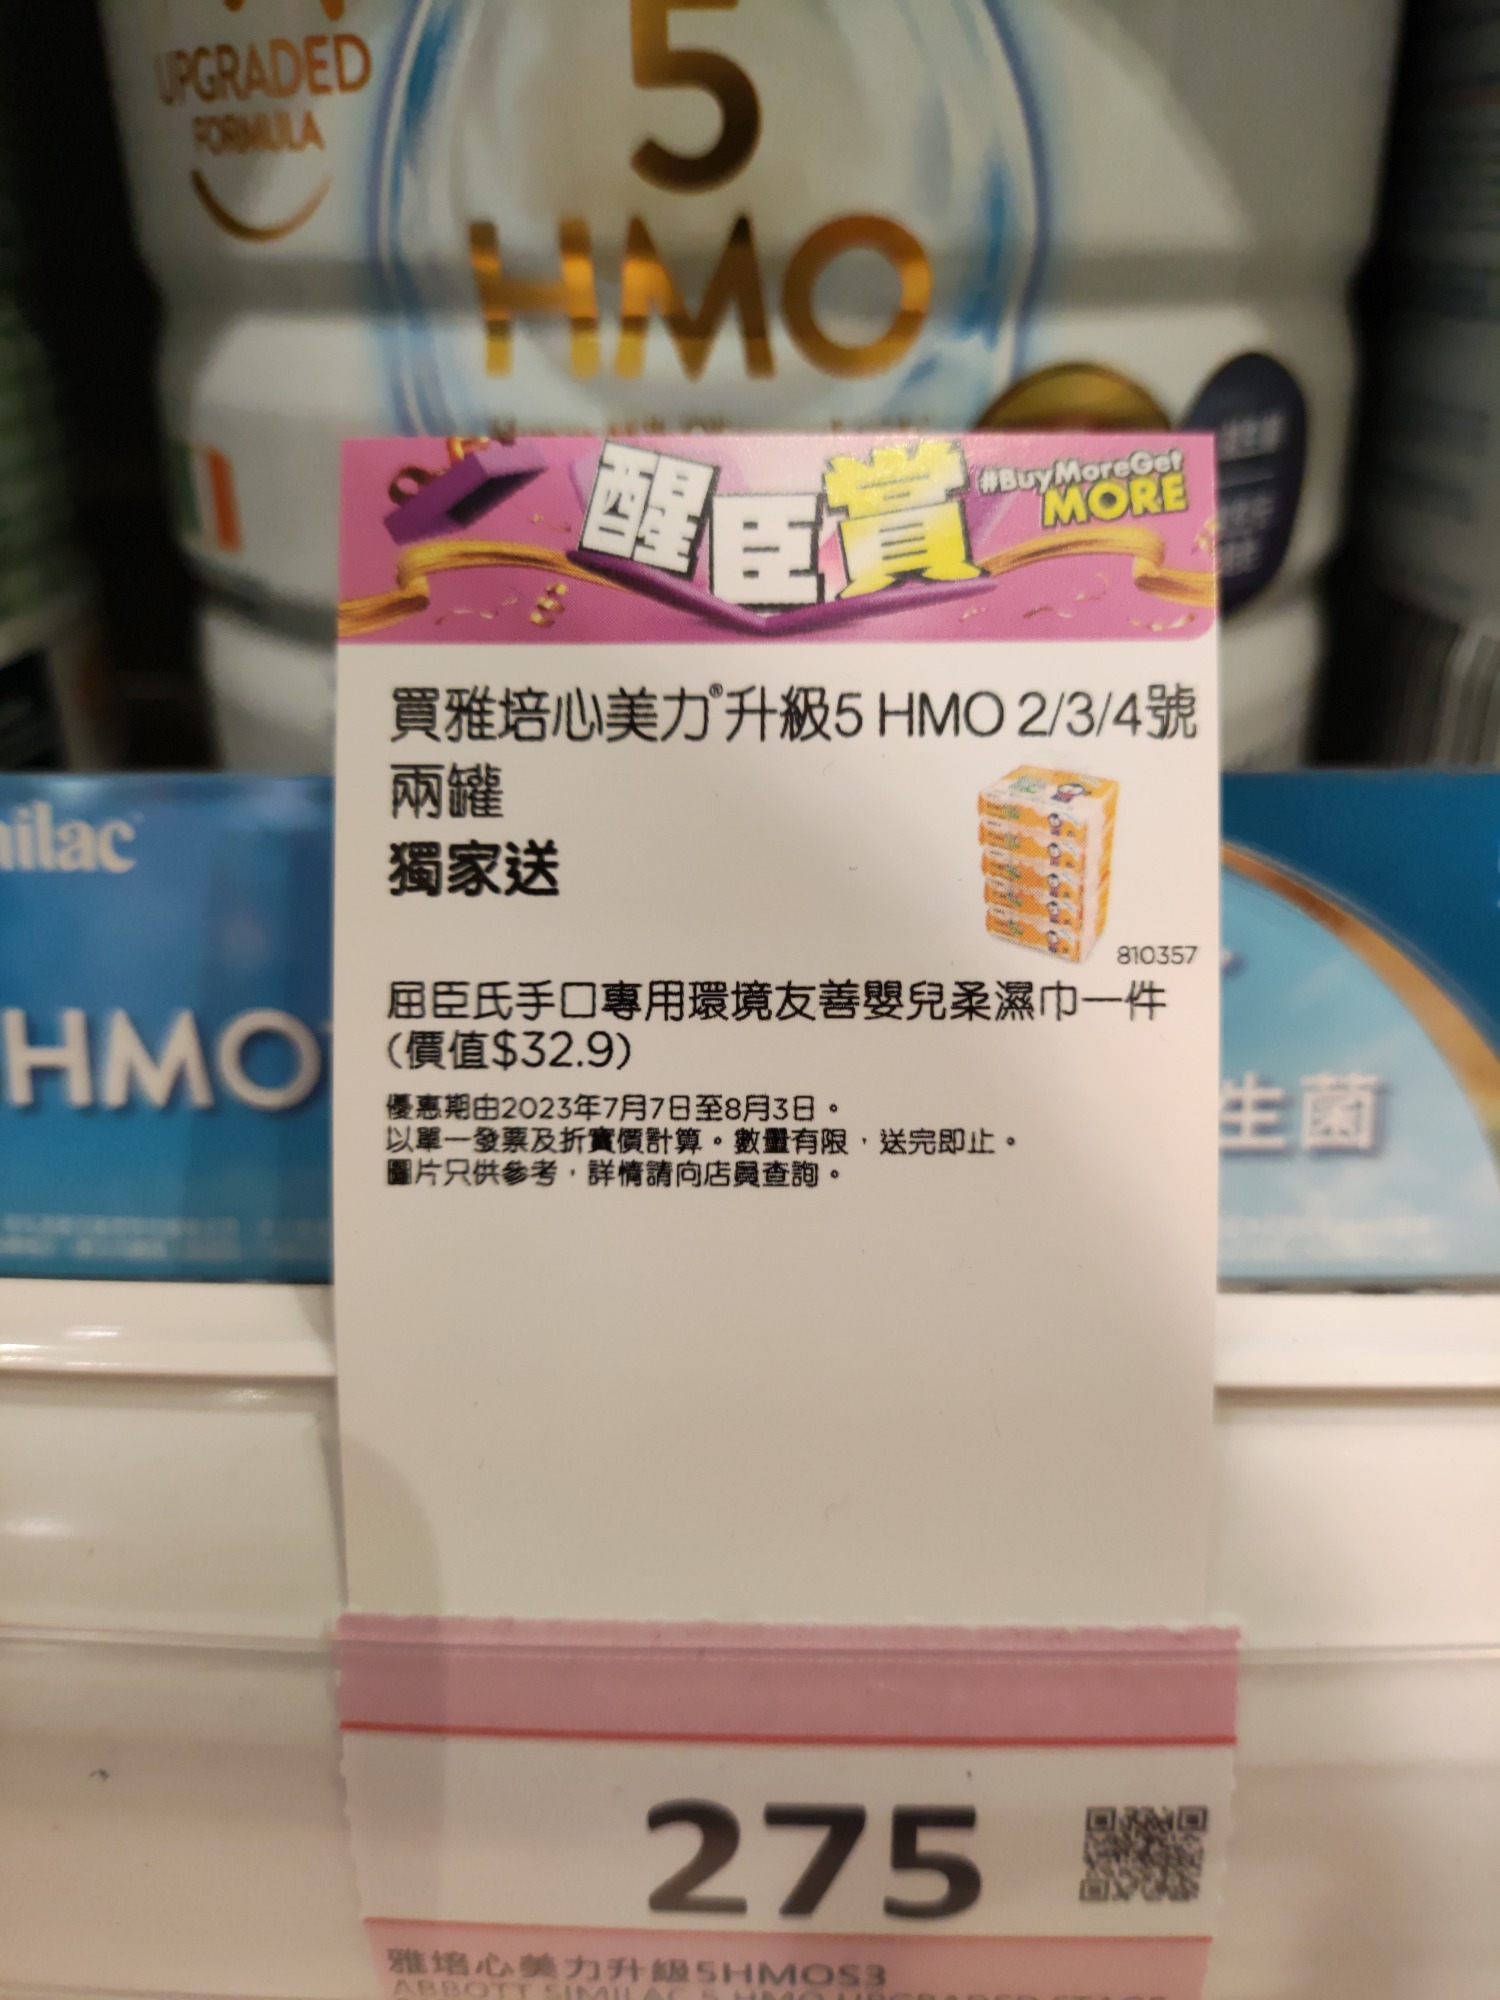 UPGRADED
FORMULA
5
HMO
醒臣賞
#BuyMoreGet
MORE
買雅培心美力®升級5 HMO 2/3/4號
兩罐
獨家送
810357
屈臣氏手口專用環境友善嬰兒柔濕巾一件
(價值$32.9)
優惠期由2023年7月7日至8月3日。
以單一發票及折實價計算。數量有限，送完即止。
圖片只供參考，詳情請向店員查詢。
HMO
生菌
275
雅培心美力升級5HMOS3
ABBOTT SIMILAC 5 HMO UPGRADED STAGE